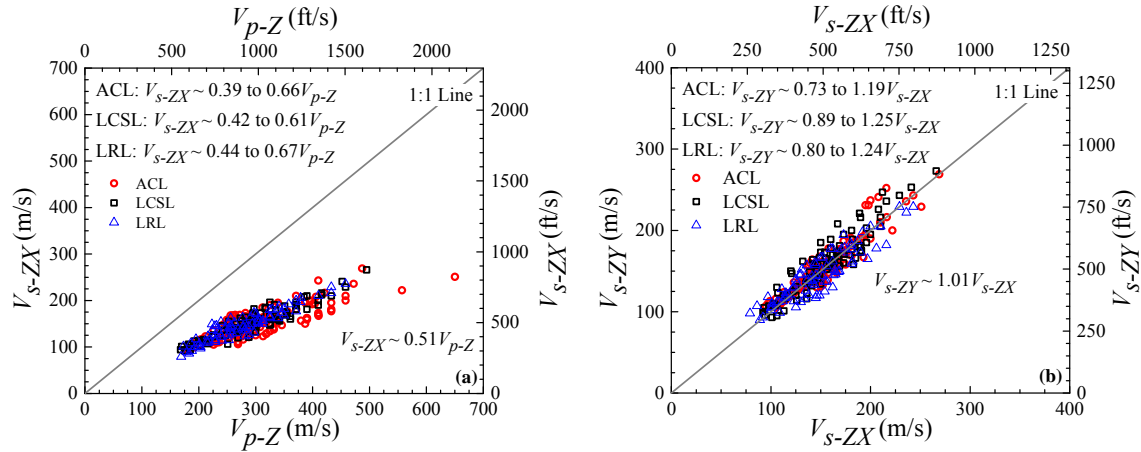 V_p-Z (ft/s)
0 500 1000 1500 2000
700
600
500
400
300
200
100
0
V_s-ZX (m/s)
ACL: V_s-ZX ~ 0.39 to 0.66V_p-Z
LCSL: V_s-ZX ~ 0.42 to 0.61V_p-Z
LRL: V_s-ZX ~ 0.44 to 0.67V_p-Z
1:1 Line
ACL
LCSL
LRL
V_s-ZX ~ 0.51V_p-Z
(a)
2000
1500
1000
500
0
V_s-ZX (ft/s)
0 100 200 300 400 500 600 700
V_p-Z (m/s)
V_s-ZX (ft/s)
0 300 600 900 1200
400
350
300
250
200
150
100
50
0
V_s-ZY (m/s)
ACL: V_s-ZY ~ 0.73 to 1.19V_s-ZX
LCSL: V_s-ZY ~ 0.89 to 1.25V_s-ZX
LRL: V_s-ZY ~ 0.80 to 1.24V_s-ZX
1:1 Line
ACL
LCSL
LRL
V_s-ZY ~ 1.01V_s-ZX
(b)
1250
1000
750
500
250
0
V_s-ZY (ft/s)
0 100 200 300 400
V_s-ZX (m/s)